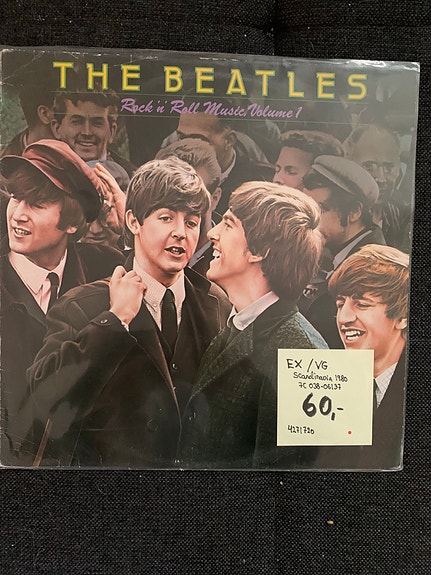 THE BEATLES
Rock 'n' Roll Music, Volume 1
EX / VG
Scandinavia 1980
7C 038-06137
60,-
4271720